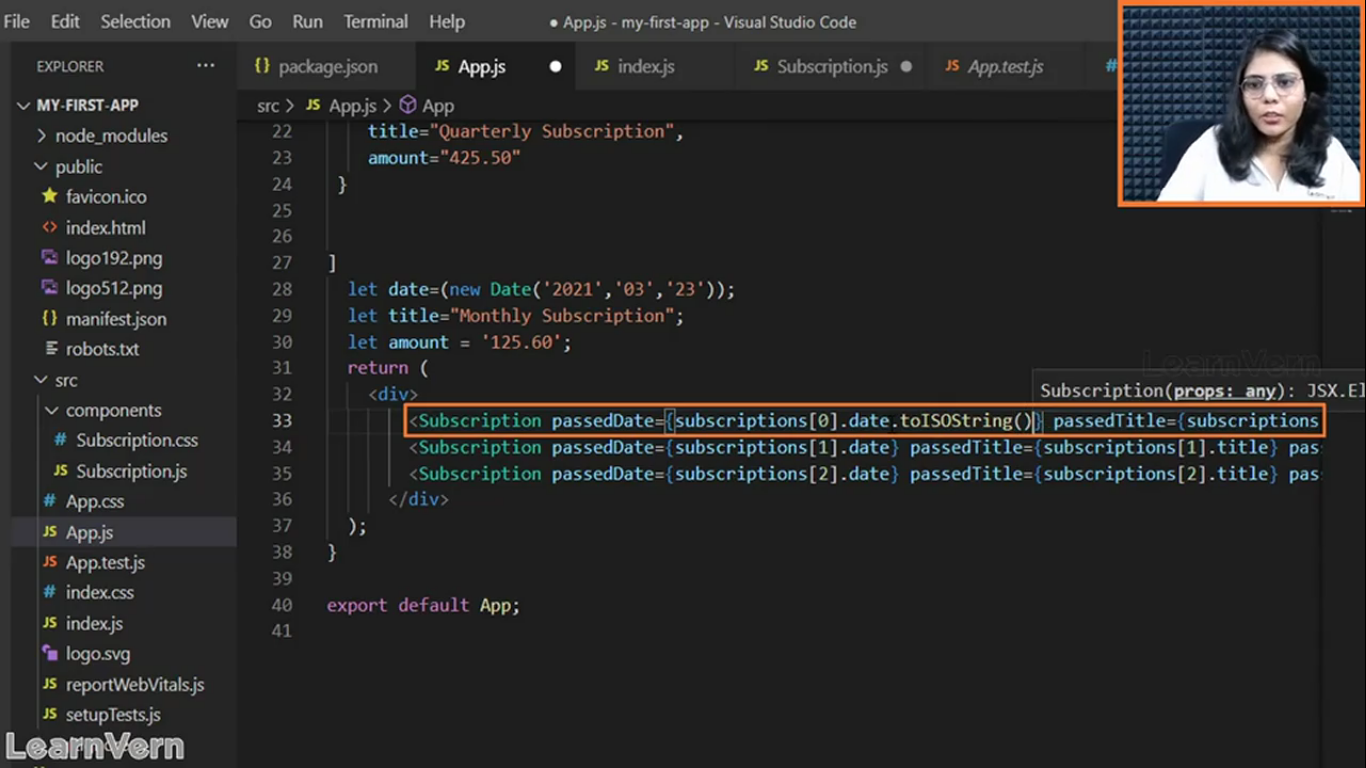 File Edit Selection View Go Run Terminal Help ● App.js - my-first-app - Visual Studio Code
EXPLORER ...
{} package.json JS App.js ● JS index.js JS Subscription.js ● JS App.test.js #
MY-FIRST-APP
src > JS App.js > App
node_modules
public
favicon.ico
<> index.html
logo192.png
logo512.png
{} manifest.json
robots.txt
src
components
# Subscription.css
JS Subscription.js
# App.css
JS App.js
JS App.test.js
# index.css
JS index.js
logo.svg
JS reportWebVitals.js
JS setupTests.js
22 title="Quarterly Subscription",
23 amount="425.50"
24 }
25
26
27 ]
28 let date=(new Date('2021','03','23'));
29 let title="Monthly Subscription";
30 let amount = '125.60';
31 return (
LearnVern
32 <div>
Subscription(props: any): JSX.El
33 <Subscription passedDate={subscriptions[0].date.toISOString()} passedTitle={subscriptions
34 <Subscription passedDate={subscriptions[1].date} passedTitle={subscriptions[1].title} pas
35 <Subscription passedDate={subscriptions[2].date} passedTitle={subscriptions[2].title} pas
36 </div>
37 );
38 }
39
40 export default App;
41
LearnVern